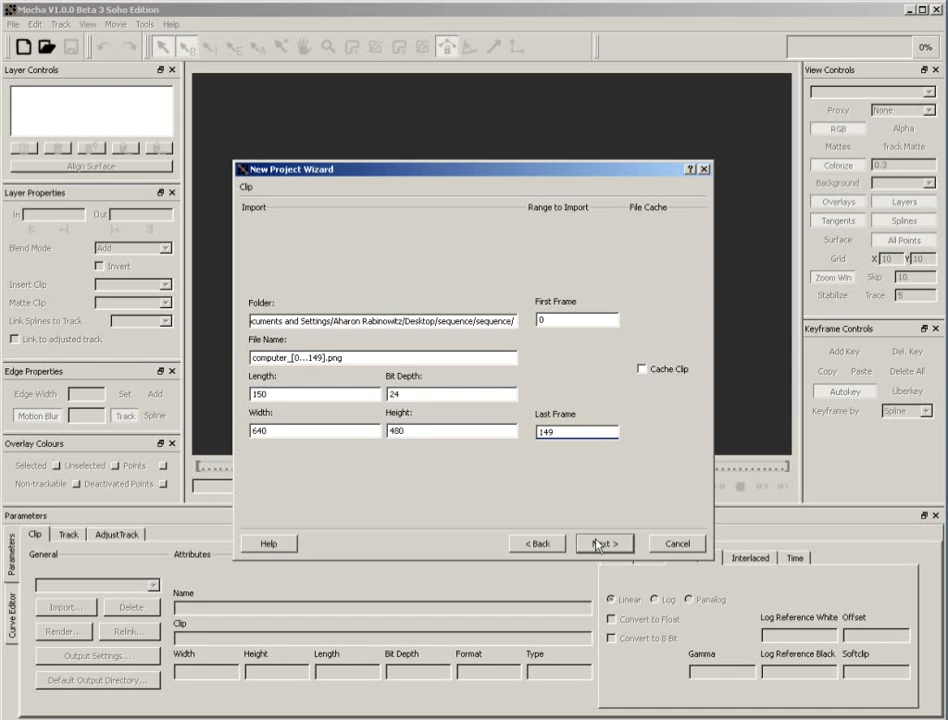 Mocha V1.0.0 Beta 3 Soho Edition
File Edit Track View Movie Tools Help
0%
Layer Controls
Align Surface
Layer Properties
In Out
Blend Mode Add
Invert
Insert Clip
Matte Clip
Link Splines to Track
Link to adjusted track
Edge Properties
Edge Width Set Add
Motion Blur Track Spline
Overlay Colours
Selected Unselected Points
Non-trackable Deactivated Points
New Project Wizard
Clip
Import Range to Import File Cache
Folder: First Frame
cuments and Settings/Aharon Rabinowitz/Desktop/sequence/sequence/ 0
File Name:
computer_[0...149].png
Length: Bit Depth: Cache Clip
150 24
Width: Height: Last Frame
640 480 149
Help < Back Cancel
View Controls
Proxy None
RGB Alpha
Mattes Track Matte
Colorize 0.3
Background
Overlays Layers
Tangents Splines
Surface All Points
Grid X 10 Y 10
Zoom Win Skip 10
Stabilize Trace 5
Keyframe Controls
Add Key Del. Key
Copy Paste Delete All
Autokey Überkey
Keyframe by Spline
Parameters
Parameters
Curve Editor
Clip Track AdjustTrack
General Attributes
Import... Delete
Render... Relink...
Output Settings...
Default Output Directory...
Name
Clip
Width Height Length Bit Depth Format Type
Interlaced Time
Linear Log Panalog
Convert to Float
Convert to 8 Bit
Log Reference White Offset
Gamma Log Reference Black Softclip